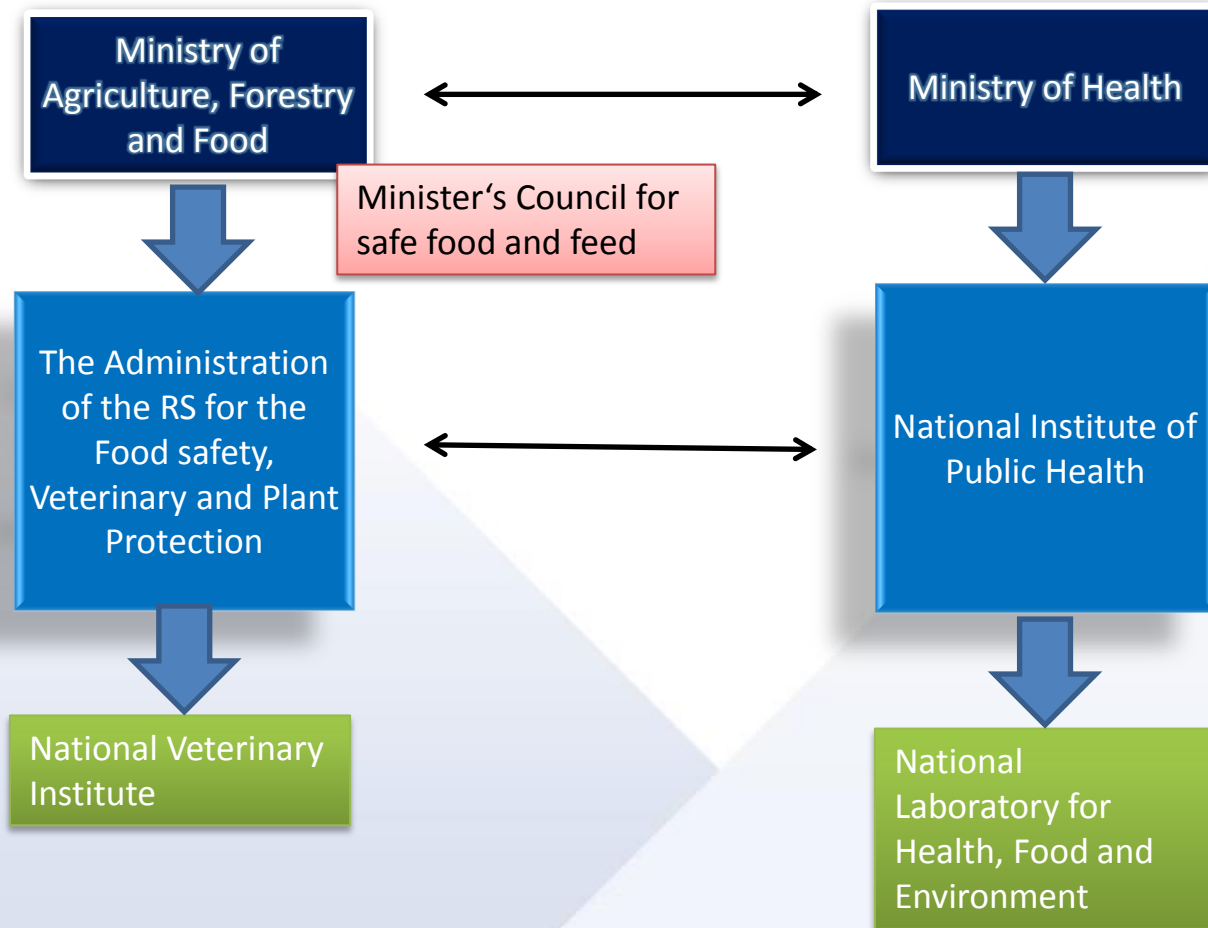 Ministry of
Agriculture, Forestry
and Food
Ministry of Health
Minister‘s Council for
safe food and feed
The Administration
of the RS for the
Food safety,
Veterinary and Plant
Protection
National Institute of
Public Health
National Veterinary
Institute
National
Laboratory for
Health, Food and
Environment